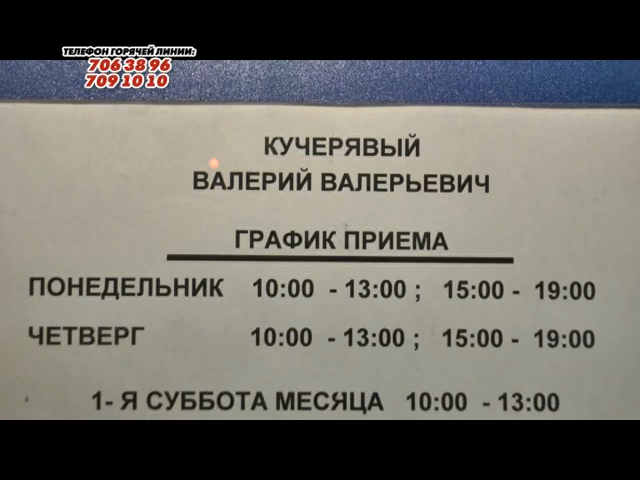 ТЕЛЕФОН ГОРЯЧЕЙ ЛИНИИ:
706 38 96
709 10 10
КУЧЕРЯВЫЙ
ВАЛЕРИЙ ВАЛЕРЬЕВИЧ
ГРАФИК ПРИЕМА
ПОНЕДЕЛЬНИК 10:00 - 13:00 ; 15:00 - 19:00
ЧЕТВЕРГ 10:00 - 13:00 ; 15:00 - 19:00
1- Я СУББОТА МЕСЯЦА 10:00 - 13:00